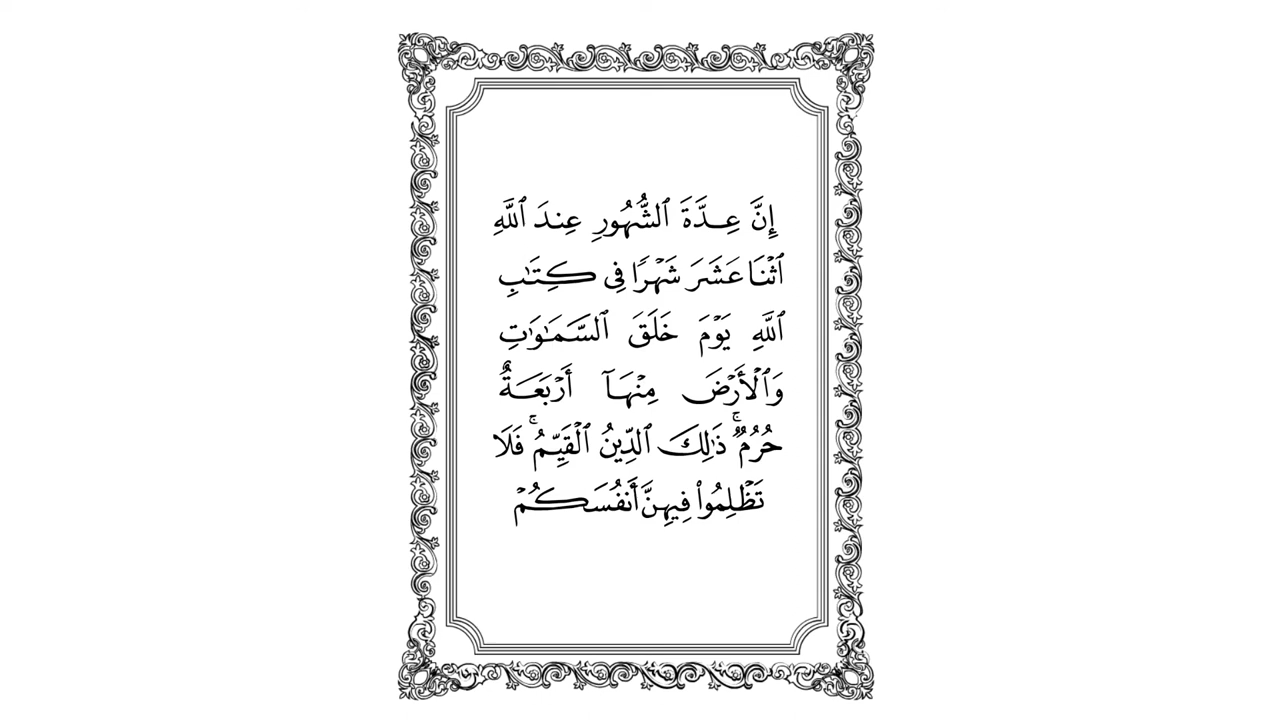 إِنَّ عِدَّةَ ٱلشُّهُورِ عِندَ ٱللَّهِ
ٱثْنَا عَشَرَ شَهْرًا فِى كِتَٰبِ
ٱللَّهِ يَوْمَ خَلَقَ ٱلسَّمَٰوَٰتِ
وَٱلْأَرْضَ مِنْهَآ أَرْبَعَةٌ
حُرُمٌ ۚ ذَٰلِكَ ٱلدِّينُ ٱلْقَيِّمُ ۚ فَلَا
تَظْلِمُوا۟ فِيهِنَّ أَنفُسَكُمْ